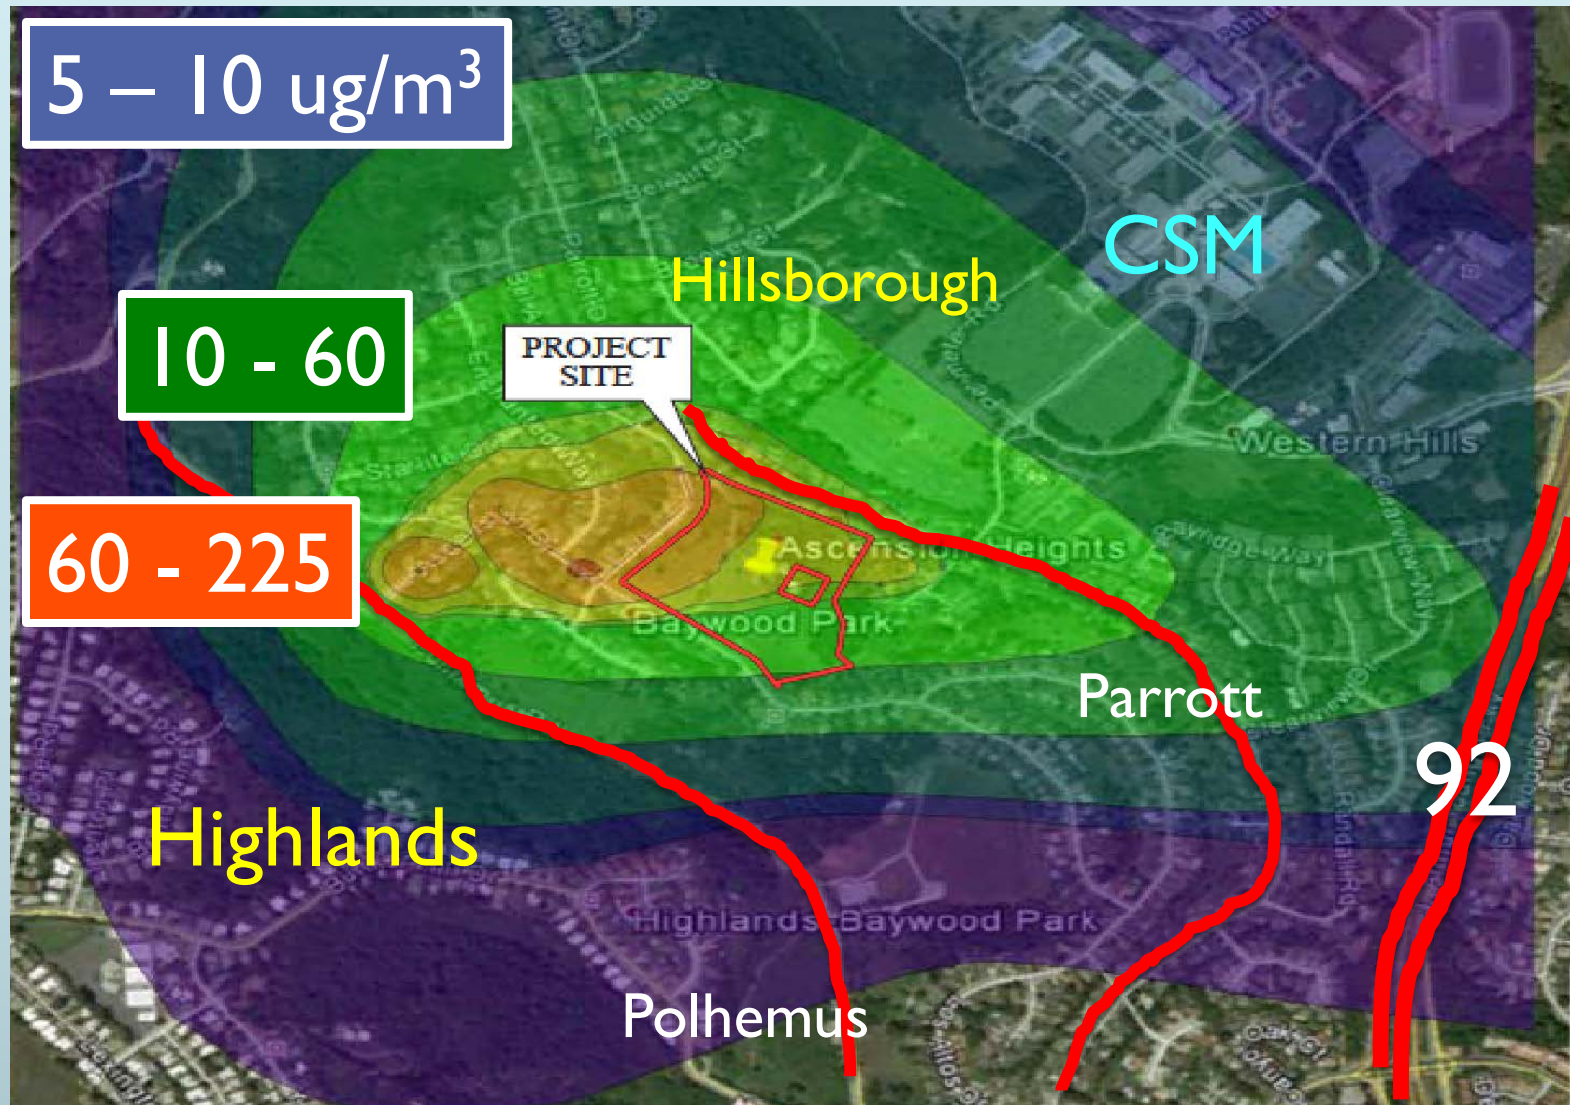 5 – 10 ug/m³
CSM
Hillsborough
10 - 60
PROJECT
SITE
Western Hills
60 - 225
Ascension Heights
Baywood Park
Parrott
92
Highlands
Highlands-Baywood Park
Polhemus